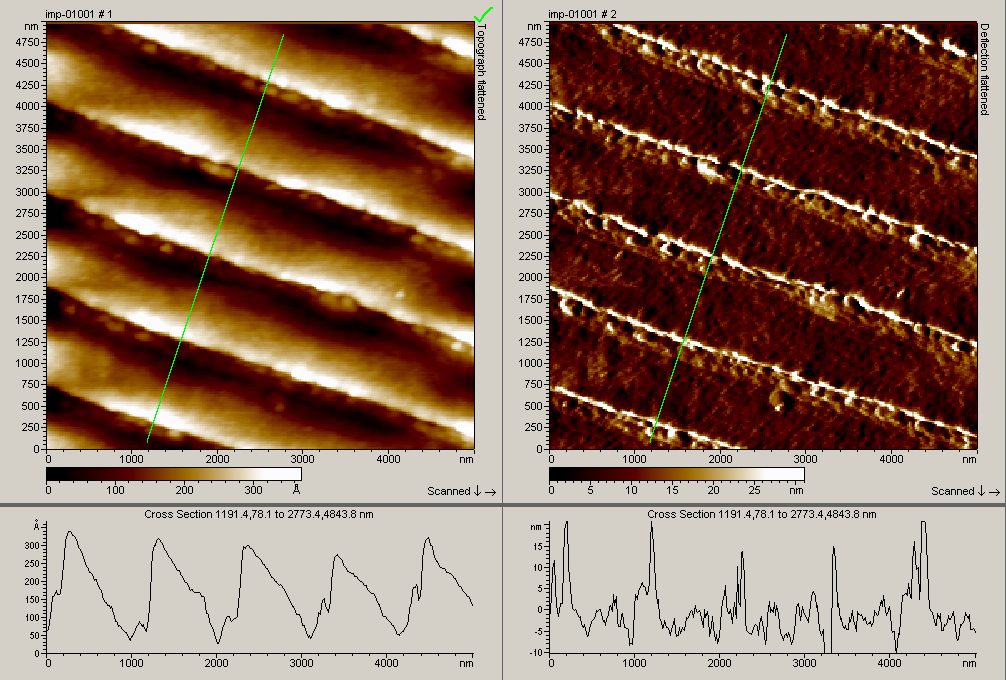 imp-01001 # 1
nm
4750
4500
4250
4000
3750
3500
3250
3000
2750
2500
2250
2000
1750
1500
1250
1000
750
500
250
0
0 1000 2000 3000 4000 nm
Topograph flattened
0 100 200 300 Å
Scanned ↓ →
imp-01001 # 2
nm
4750
4500
4250
4000
3750
3500
3250
3000
2750
2500
2250
2000
1750
1500
1250
1000
750
500
250
0
1000 2000 3000 4000 nm
Deflection flattened
0 5 10 15 20 25 nm
Scanned ↓ →
Cross Section 1191.4,78.1 to 2773.4,4843.8 nm
Å
300
250
200
150
100
50
0
0 1000 2000 3000 4000 nm
Cross Section 1191.4,78.1 to 2773.4,4843.8 nm
nm
15
10
5
0
-5
-10
0 1000 2000 3000 4000 nm